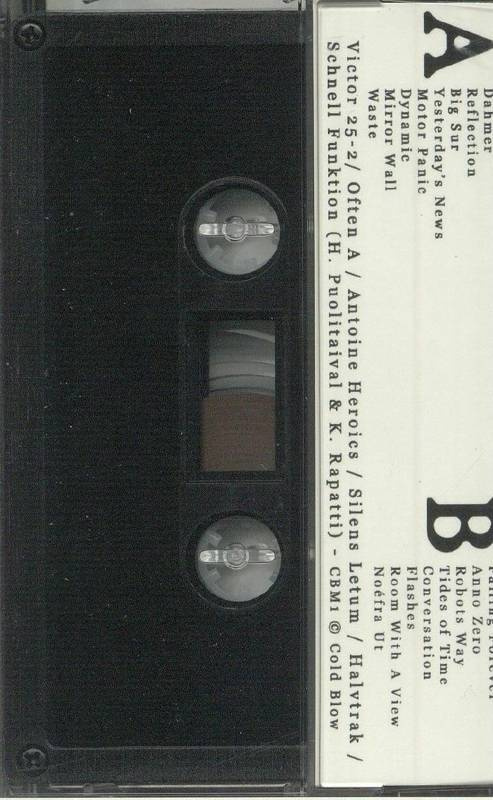 A
Dahmer
Reflection
Big Sur
Yesterday's News
Motor Panic
Dynamic
Mirror Wall
Waste
B
Anno Zero
Robots Way
Tides of Time
Conversation
Flashes
Room With A View
Noéfra Ut
Victor 25-2/ Often A / Antoine Heroics / Silens Letum / Halvtrak /
Schnell Funktion (H. Puolitaival & K. Rapatti) - CBM1 © Cold Blow